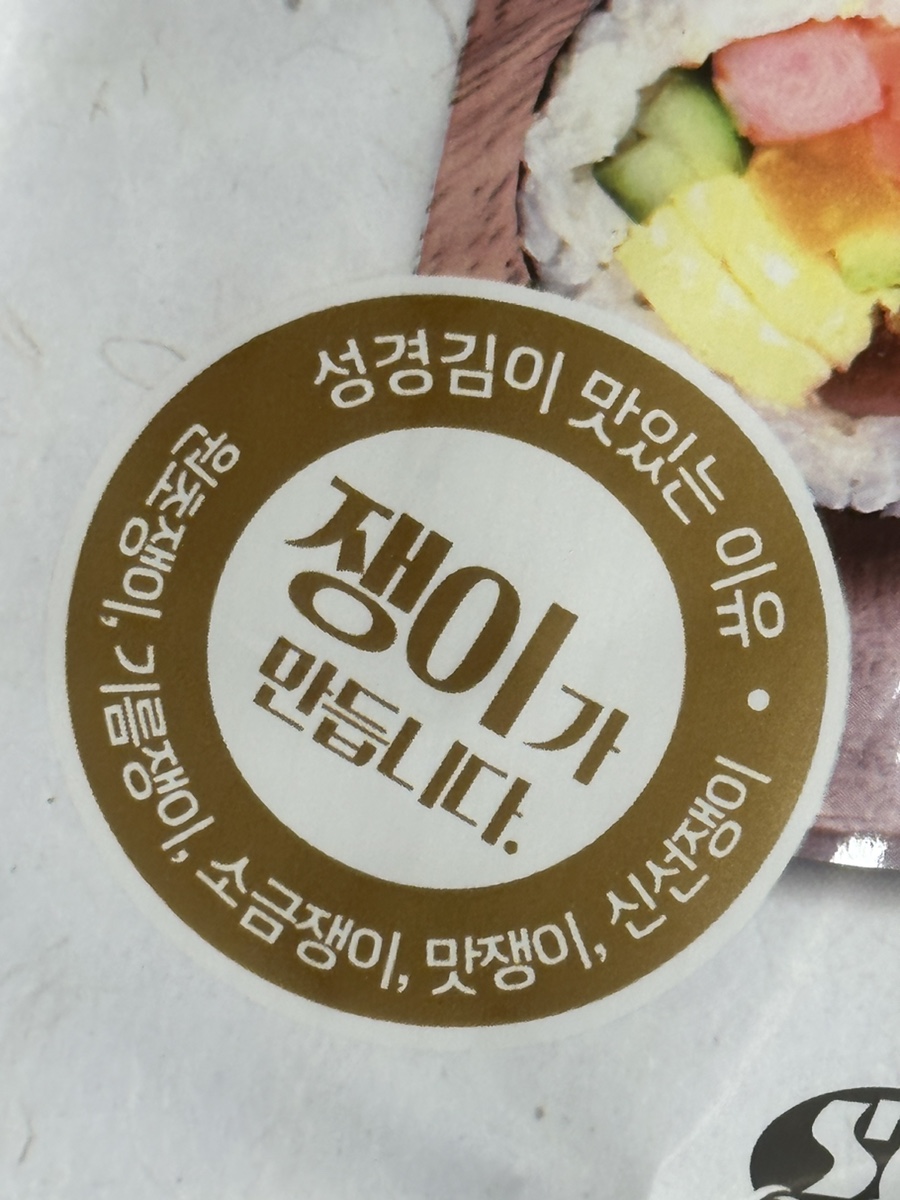 성경김이 맛있는 이유
쟁이가
만듭니다.
원초쟁이, 기름쟁이, 소금쟁이, 맛쟁이, 신선쟁이